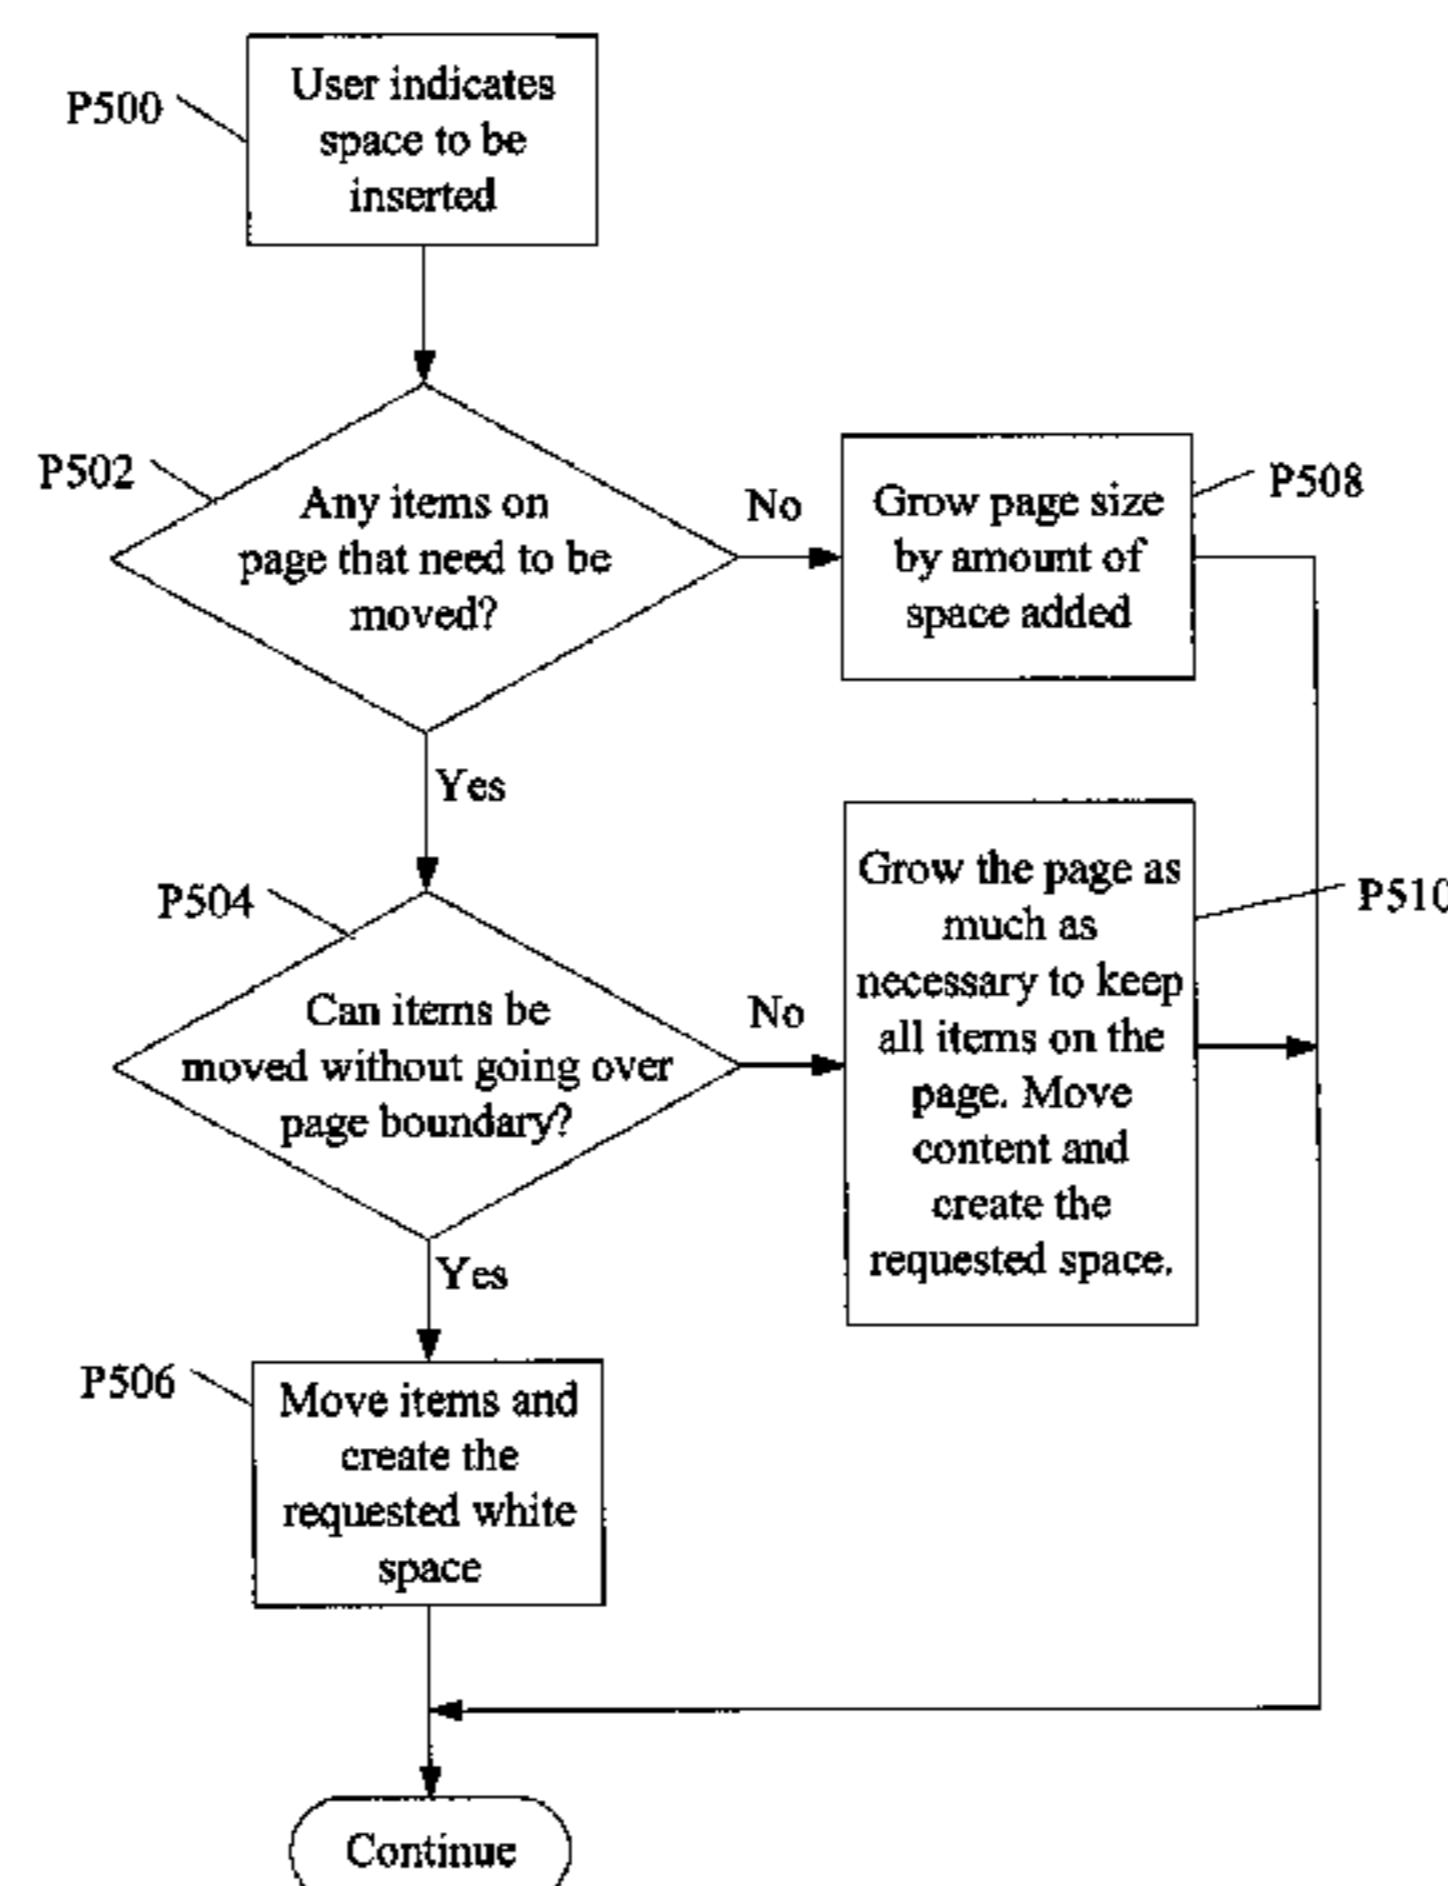 P500
User indicates
space to be
inserted
P502
Any items on
page that need to be
moved?
No
Grow page size
by amount of
space added
P508
Yes
P504
Can items be
moved without going over
page boundary?
No
Grow the page as
much as
necessary to keep
all items on the
page. Move
content and
create the
requested space.
P510
Yes
P506
Move items and
create the
requested white
space
Continue